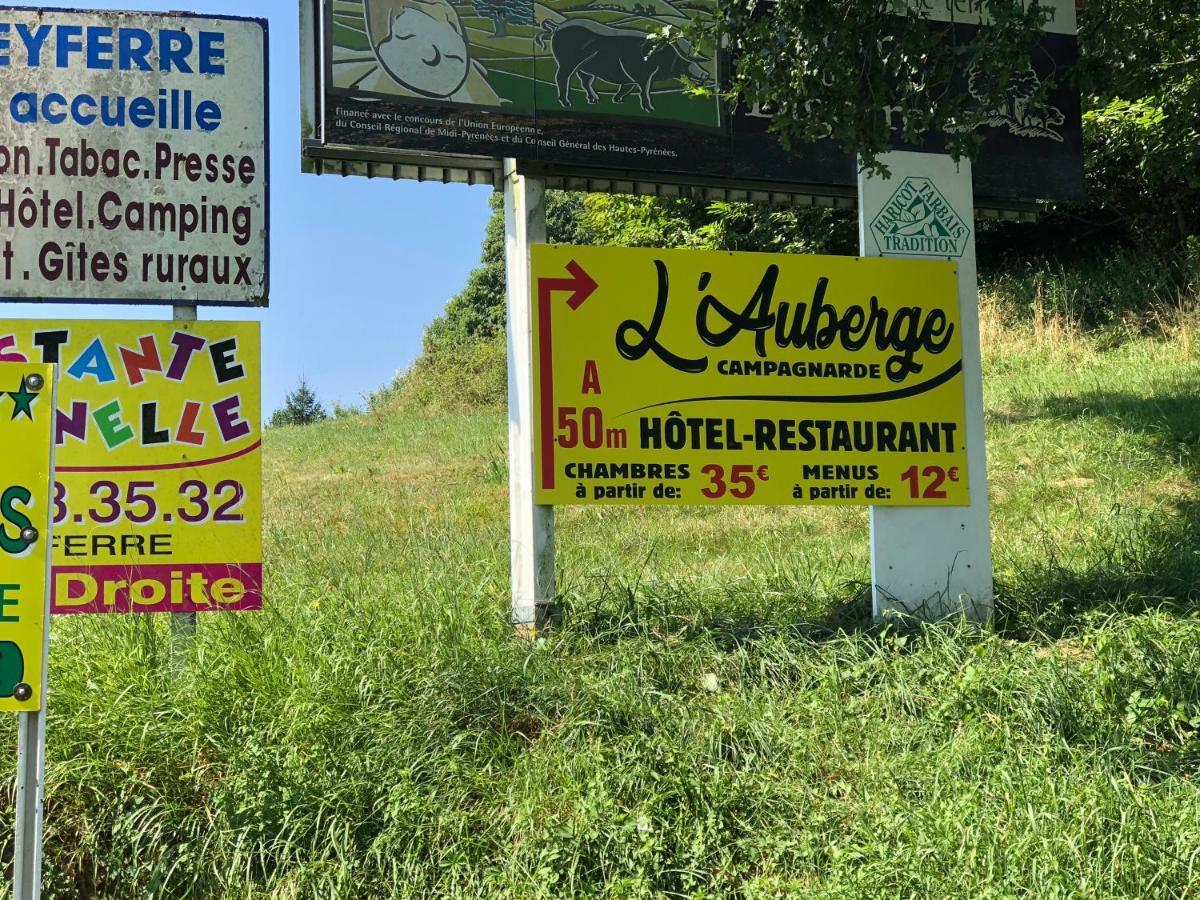 EYFERRE
accueille
on.Tabac.Presse
Hôtel.Camping
t.Gîtes ruraux
STANTE
NELLE
3.35.32
FERRE
Droite
S
E
Financé avec le concours de l'Union Européenne,
du Conseil Régional de Midi-Pyrénées et du Conseil Général des Hautes-Pyrénées.
HARICOT TARBAIS
TRADITION
L'Auberge
CAMPAGNARDE
A
50m
HÔTEL-RESTAURANT
CHAMBRES
à partir de: 35€
MENUS
à partir de: 12€